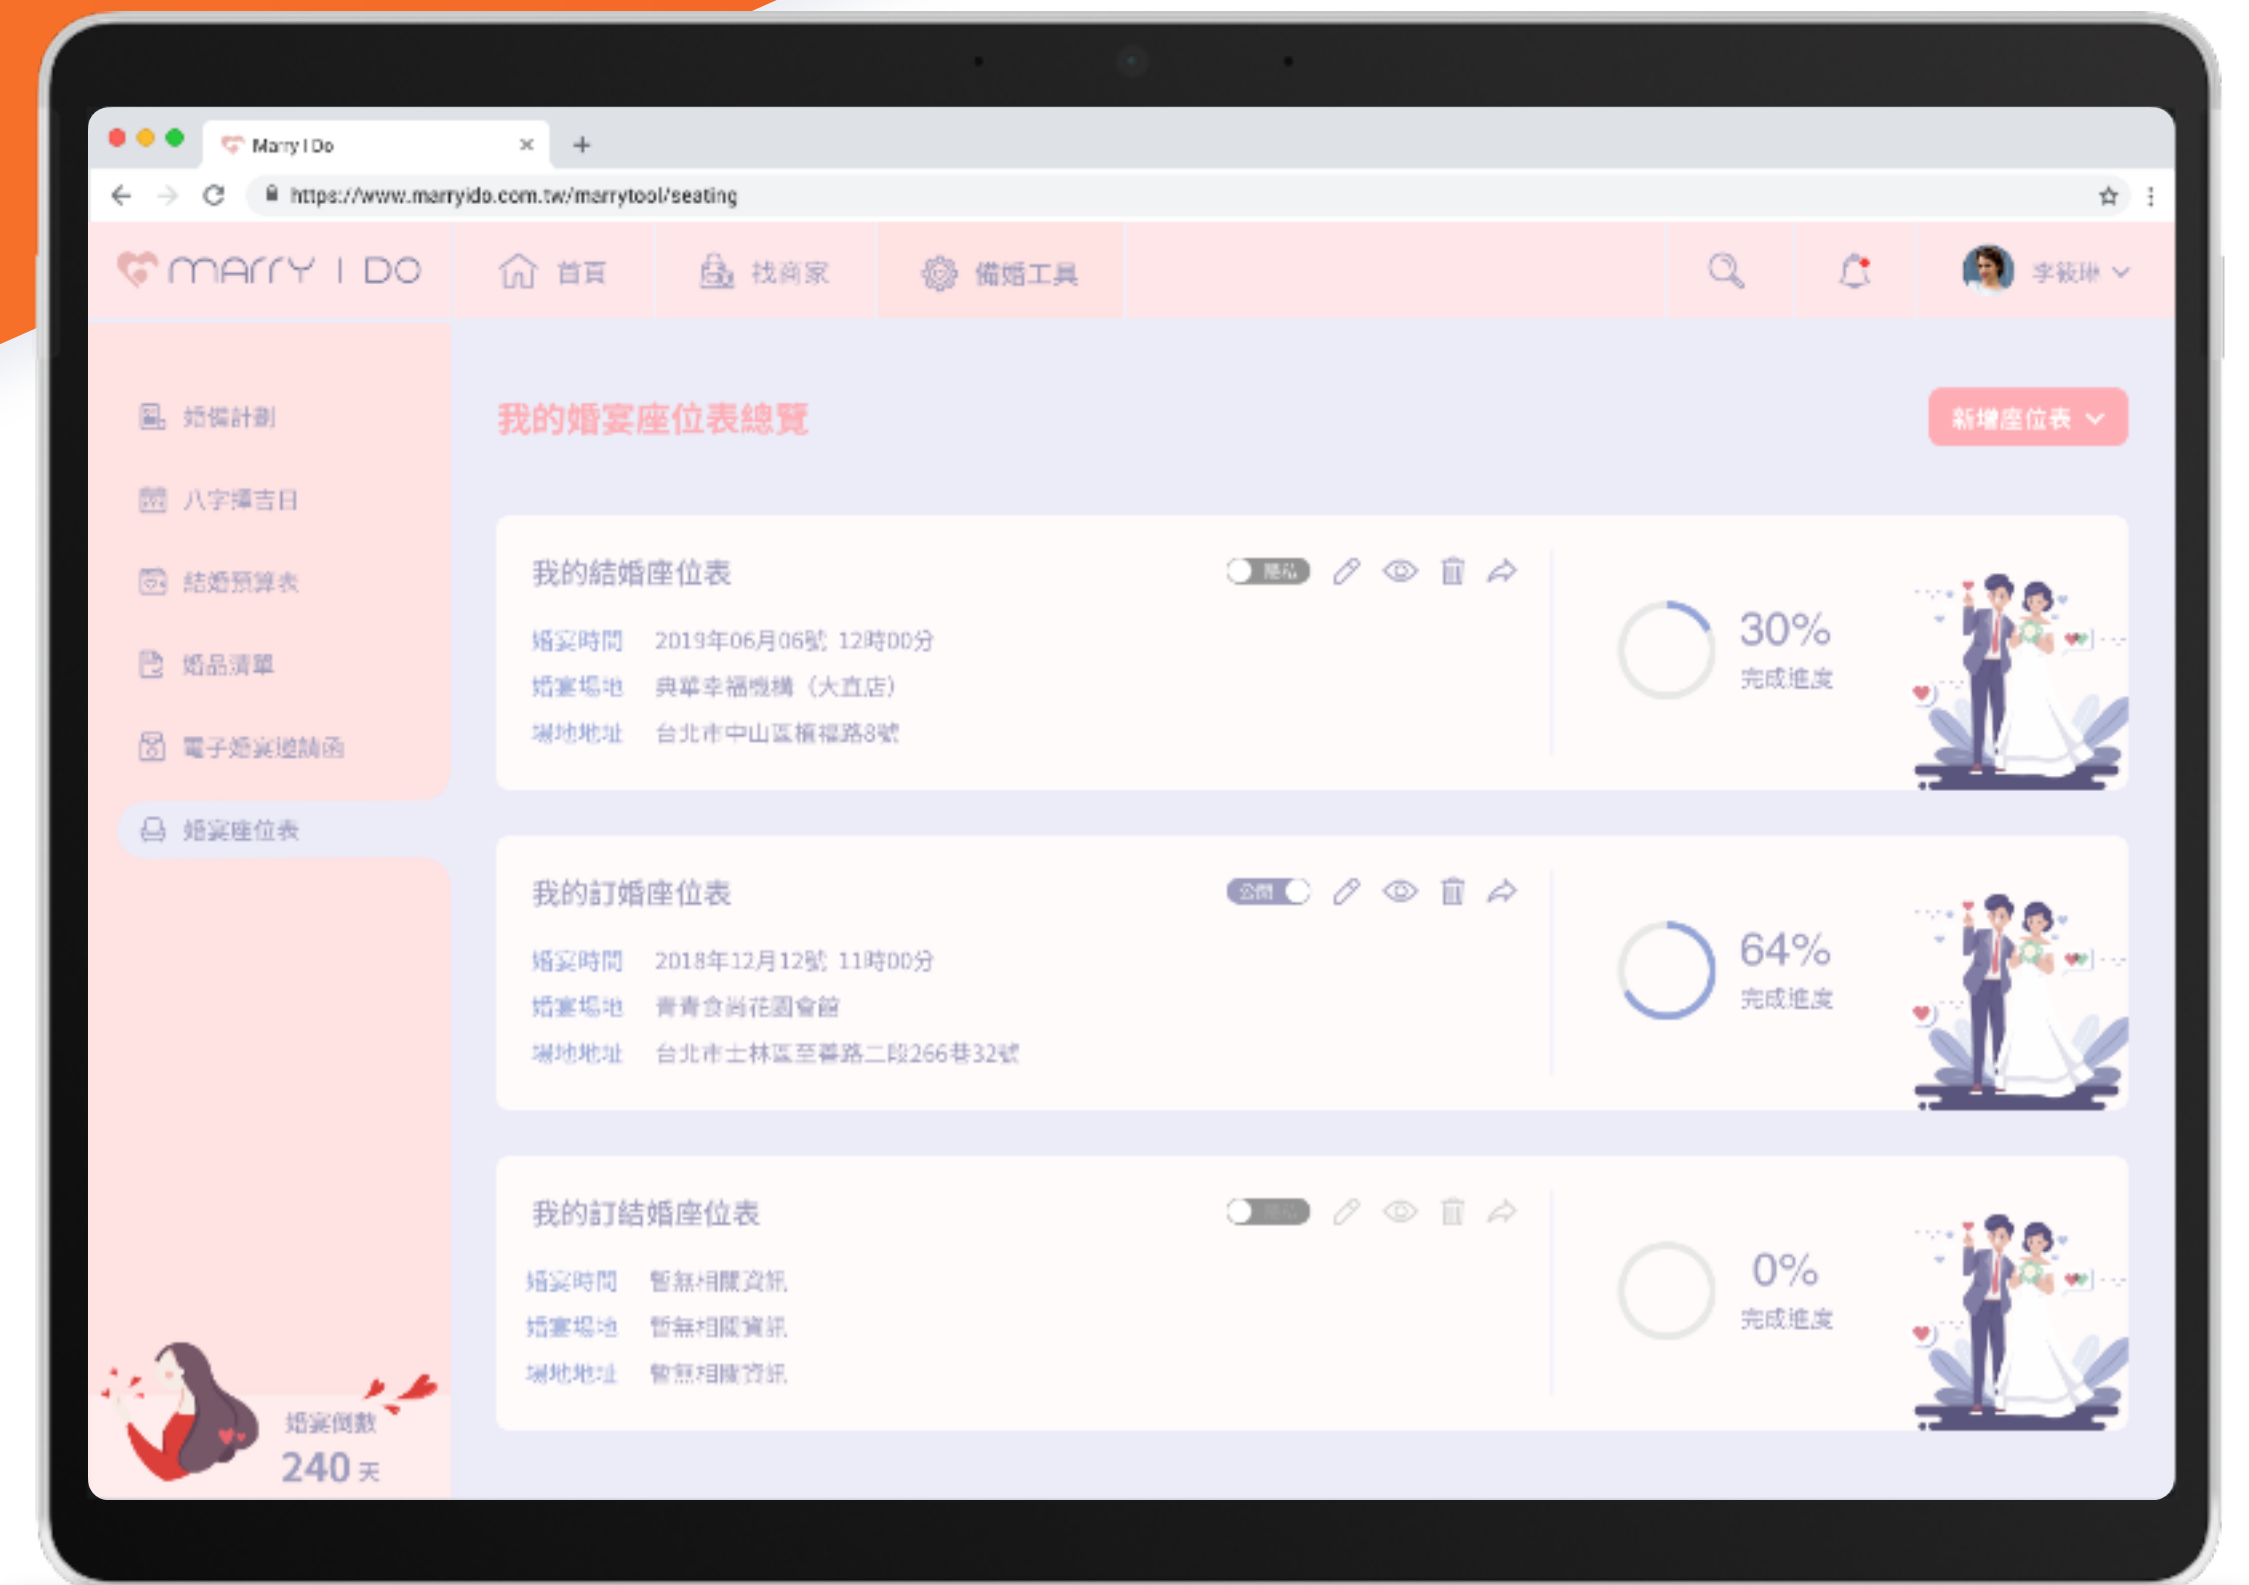 Marry I Do
https://www.marryido.com.tw/marrytool/seating
MARRY I DO
首頁
找商家
備婚工具
李筱琳
婚備計劃
八字擇吉日
結婚預算表
婚品清單
電子婚宴邀請函
婚宴座位表
婚宴倒數
240 天
我的婚宴座位表總覽
新增座位表
我的結婚座位表
隱私
婚宴時間 2019年06月06號 12時00分
婚宴場地 典華幸福機構（大直店）
場地地址 台北市中山區植福路8號
30%
完成進度
我的訂婚座位表
公開
婚宴時間 2018年12月12號 11時00分
婚宴場地 青青食尚花園會館
場地地址 台北市士林區至善路二段266巷32號
64%
完成進度
我的訂結婚座位表
隱私
婚宴時間 暫無相關資訊
婚宴場地 暫無相關資訊
場地地址 暫無相關資訊
0%
完成進度